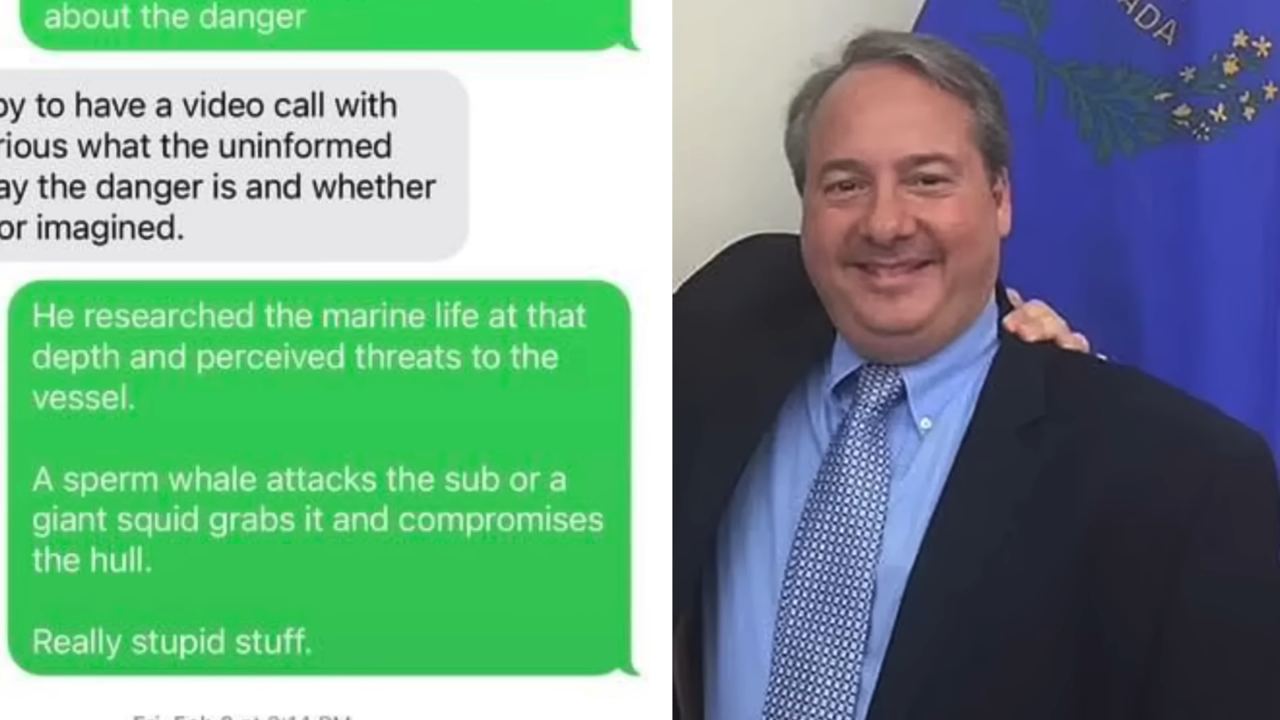 about the danger
to have a video call with
what the uninformed
the danger is and whether
or imagined.
He researched the marine life at that
depth and perceived threats to the
vessel.
A sperm whale attacks the sub or a
giant squid grabs it and compromises
the hull.
Really stupid stuff.
ADA